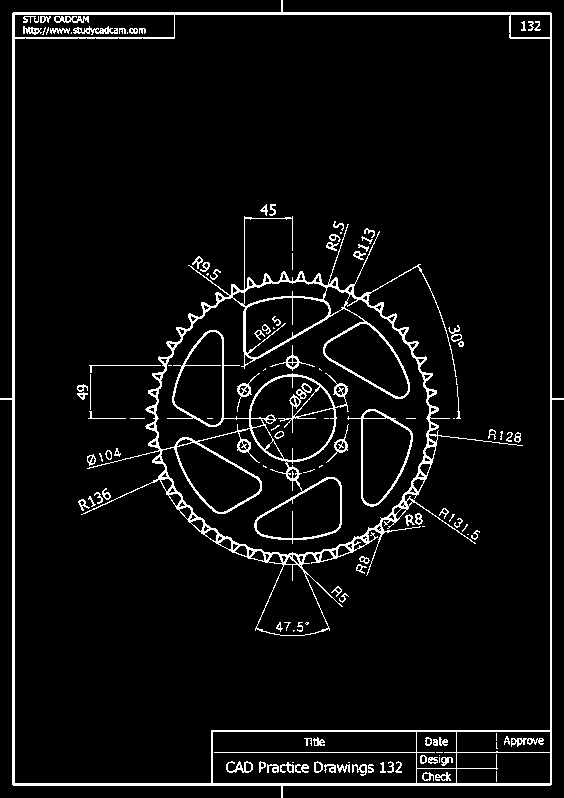 STUDY CADCAM
http://www.studycadcam.com
132
45
R9.5
R113
R9.5
R9.5
30°
49
Ø80
Ø10
Ø104
R128
R136
R131.5
R8
R8
R5
47.5°
Title
Date
Approve
CAD Practice Drawings 132
Design
Check